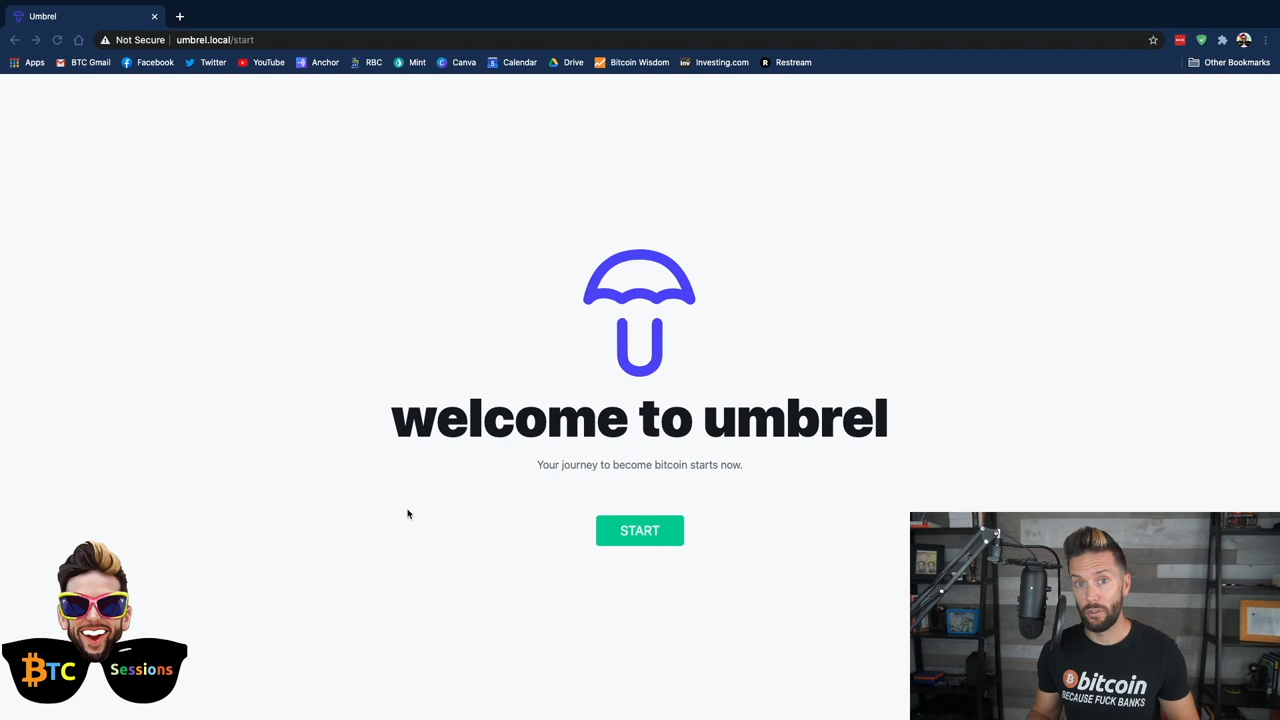 Umbrel
Not Secure umbrel.local/start
Apps BTC Gmail Facebook Twitter YouTube Anchor RBC Mint Canva Calendar Drive Bitcoin Wisdom Investing.com Restream Other Bookmarks
welcome to umbrel
Your journey to become bitcoin starts now.
START
BTC Sessions
bitcoin
BECAUSE FUCK BANKS